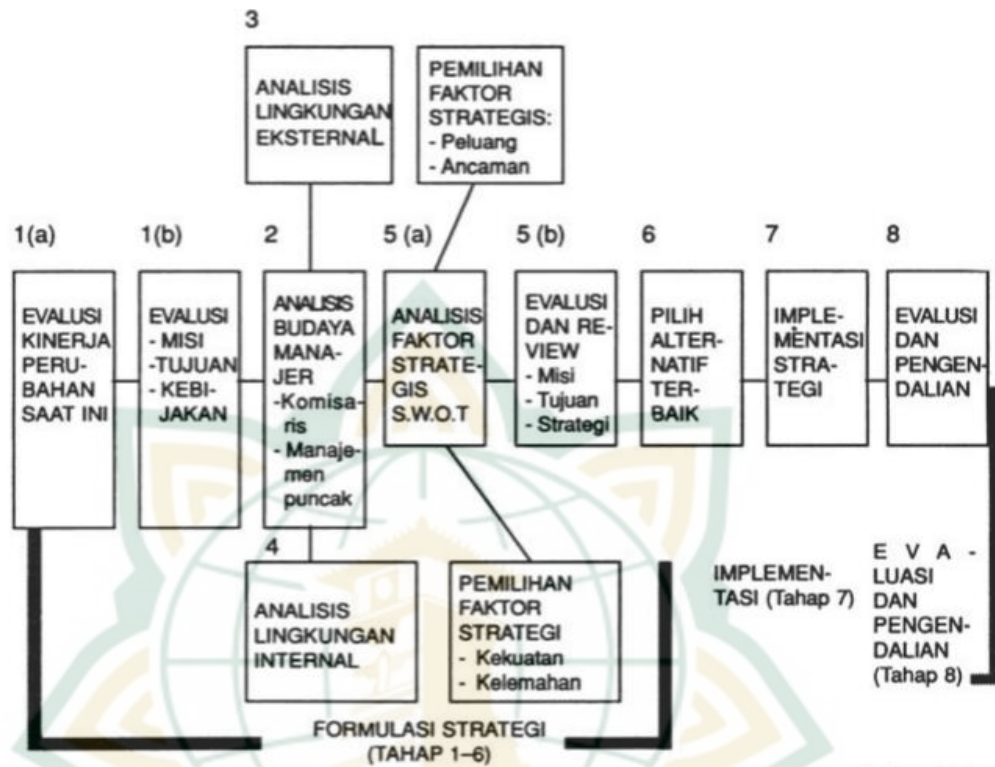 3
ANALISIS
LINGKUNGAN
EKSTERNAL
PEMILIHAN
FAKTOR
STRATEGIS:
- Peluang
- Ancaman
1(a)
EVALUSI
KINERJA
PERU-
BAHAN
SAAT INI
1(b)
EVALUSI
- MISI
-TUJUAN
- KEBI-
JAKAN
2
ANALISIS
BUDAYA
MANA-
JER
-Komisa-
ris
- Manaje-
men
puncak
5 (a)
ANALISIS
FAKTOR
STRATE-
GIS
S.W.O.T
5 (b)
EVALUSI
DAN RE-
VIEW
- Misi
- Tujuan
- Strategi
6
PILIH
ALTER-
NATIF
TER-
BAIK
7
IMPLE-
MENTASI
STRA-
TEGI
8
EVALUSI
DAN
PENGEN-
DALIAN
4
ANALISIS
LINGKUNGAN
INTERNAL
PEMILIHAN
FAKTOR
STRATEGI
- Kekuatan
- Kelemahan
IMPLEMEN-
TASI (Tahap 7)
E V A -
LUASI
DAN
PENGEN-
DALIAN
(Tahap 8)
FORMULASI STRATEGI
(TAHAP 1–6)